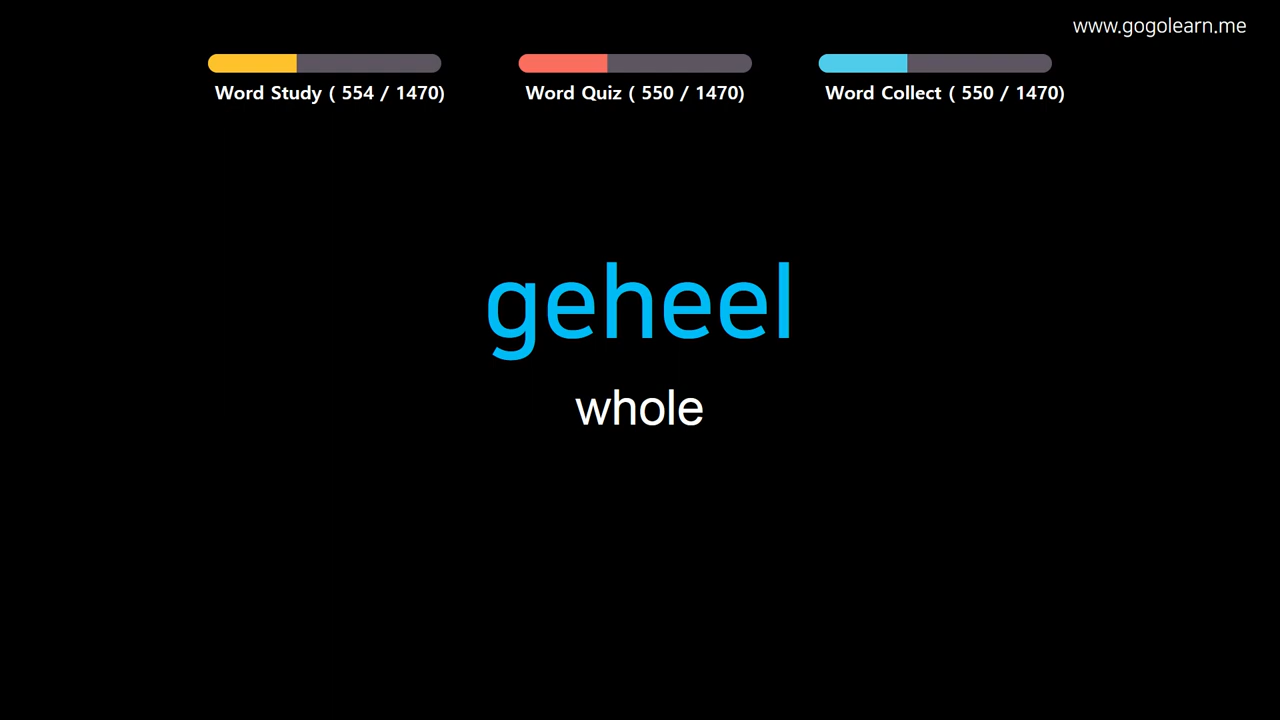 www.gogolearn.me
Word Study ( 554 / 1470)
Word Quiz ( 550 / 1470)
Word Collect ( 550 / 1470)
geheel
whole